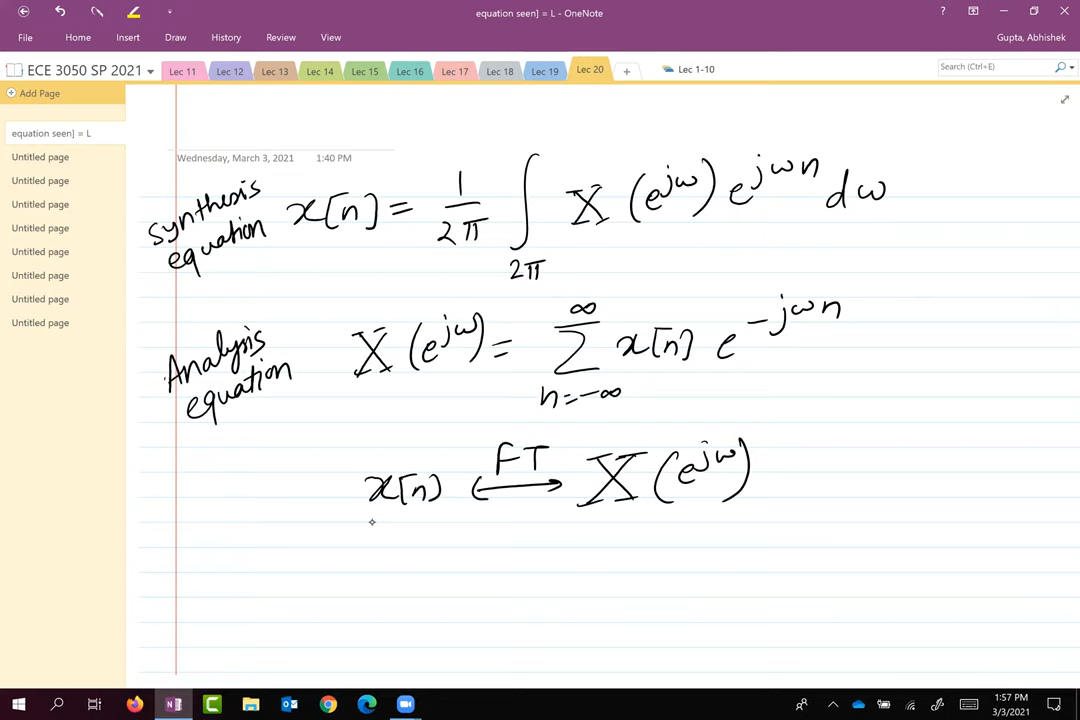 equation seen] = L - OneNote
Gupta, Abhishek
File Home Insert Draw History Review View
ECE 3050 SP 2021 Lec 11 Lec 12 Lec 13 Lec 14 Lec 15 Lec 16 Lec 17 Lec 18 Lec 19 Lec 20 + Lec 1-10 Search (Ctrl+E)
Add Page
equation seen] = L
Untitled page
Untitled page
Untitled page
Untitled page
Untitled page
Untitled page
Untitled page
Untitled page
Wednesday, March 3, 2021 1:40 PM
Synthesis equation x[n] = 1/2π ∫_2π X(e^jω) e^jωn dω
Analysis equation X(e^jω) = ∑_{n=-∞}^{∞} x[n] e^-jωn
x[n] ⟷^FT X(e^jω)
1:57 PM
3/3/2021